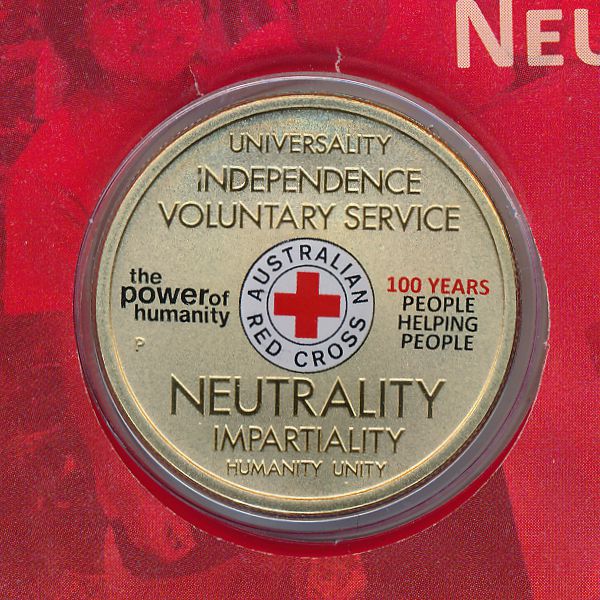 NEU
UNIVERSALITY
INDEPENDENCE
VOLUNTARY SERVICE
the
power of
humanity
AUSTRALIAN
RED CROSS
100 YEARS
PEOPLE
HELPING
PEOPLE
P
NEUTRALITY
IMPARTIALITY
HUMANITY UNITY